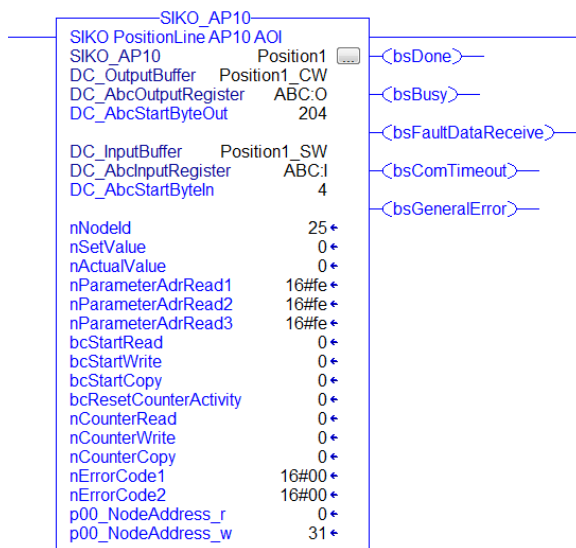 SIKO_AP10
SIKO PositionLine AP10 AOI
SIKO_AP10 Position1 ... (bsDone)
DC_OutputBuffer Position1_CW
DC_AbcOutputRegister ABC:O (bsBusy)
DC_AbcStartByteOut 204
(bsFaultDataReceive)
DC_InputBuffer Position1_SW
DC_AbcInputRegister ABC:I (bsComTimeout)
DC_AbcStartByteIn 4
(bsGeneralError)
nNodeId 25
nSetValue 0
nActualValue 0
nParameterAdrRead1 16#fe
nParameterAdrRead2 16#fe
nParameterAdrRead3 16#fe
bcStartRead 0
bcStartWrite 0
bcStartCopy 0
bcResetCounterActivity 0
nCounterRead 0
nCounterWrite 0
nCounterCopy 0
nErrorCode1 16#00
nErrorCode2 16#00
p00_NodeAddress_r 0
p00_NodeAddress_w 31